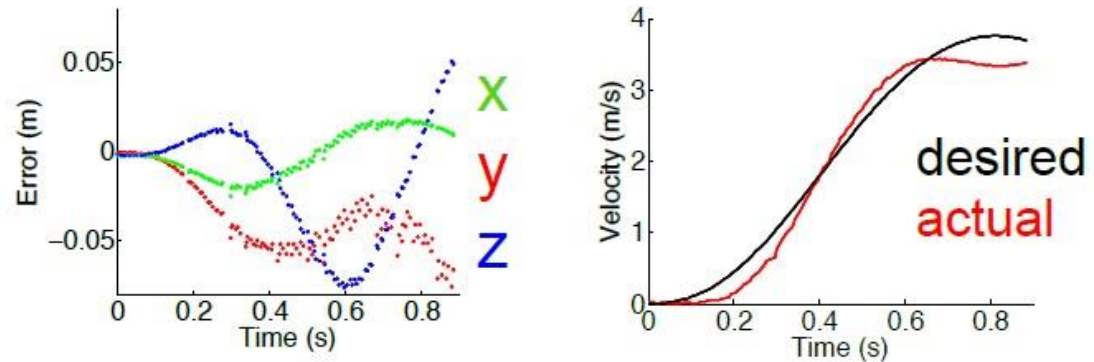 0.05
0
−0.05
Error (m)
0 0.2 0.4 0.6 0.8
Time (s)
x
y
z
4
3
2
1
0
Velocity (m/s)
0 0.2 0.4 0.6 0.8
Time (s)
desired
actual